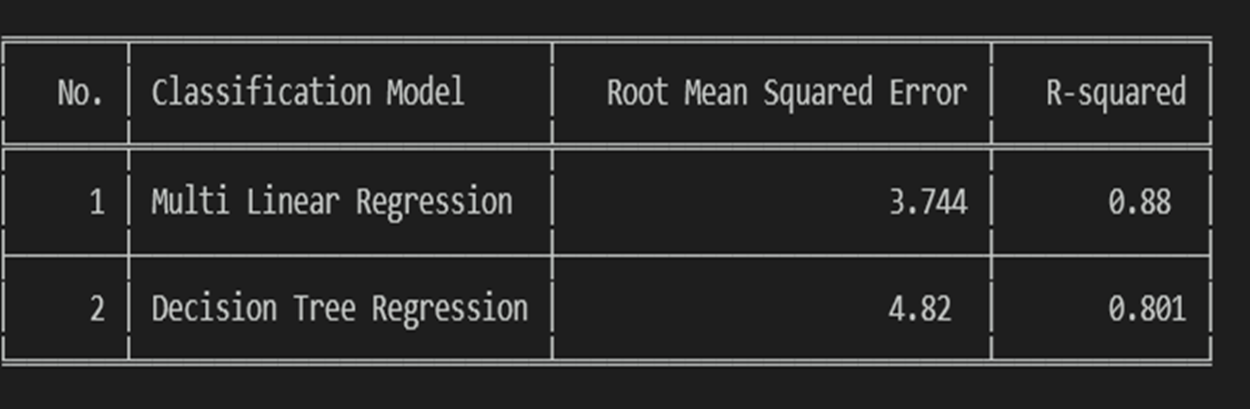 No. Classification Model Root Mean Squared Error R-squared
1 Multi Linear Regression 3.744 0.88
2 Decision Tree Regression 4.82 0.801